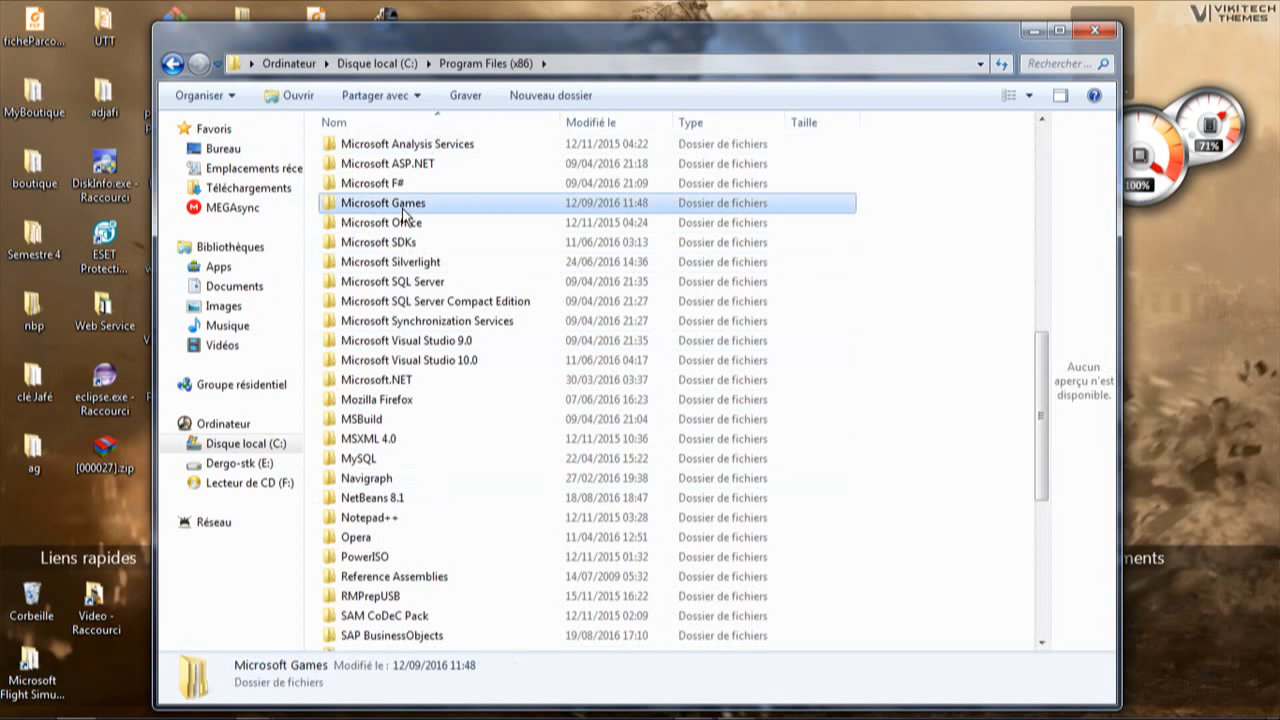 VIKITECH
THEMES
ficheParco...
UTT
MyBoutique
adjafi
boutique
DiskInfo.exe -
Raccourci
Semestre 4
ESET
Protecti...
nbp
Web Service
clé Jafé
eclipse.exe -
Raccourci
ag
[000027].zip
Liens rapides
Corbeille
Video -
Raccourci
Microsoft
Flight Simu...
Ordinateur
Disque local (C:)
Program Files (x86)
Rechercher ...
Organiser
Ouvrir
Partager avec
Graver
Nouveau dossier
Favoris
Bureau
Emplacements réce
Téléchargements
MEGAsync
Bibliothèques
Apps
Documents
Images
Musique
Vidéos
Groupe résidentiel
Ordinateur
Disque local (C:)
Dergo-stk (E:)
Lecteur de CD (F:)
Réseau
Nom Modifié le Type Taille
Microsoft Analysis Services 12/11/2015 04:22 Dossier de fichiers
Microsoft ASP.NET 09/04/2016 21:18 Dossier de fichiers
Microsoft F# 09/04/2016 21:09 Dossier de fichiers
Microsoft Games 12/09/2016 11:48 Dossier de fichiers
Microsoft Office 12/11/2015 04:24 Dossier de fichiers
Microsoft SDKs 11/06/2016 03:13 Dossier de fichiers
Microsoft Silverlight 24/06/2016 14:36 Dossier de fichiers
Microsoft SQL Server 09/04/2016 21:35 Dossier de fichiers
Microsoft SQL Server Compact Edition 09/04/2016 21:27 Dossier de fichiers
Microsoft Synchronization Services 09/04/2016 21:27 Dossier de fichiers
Microsoft Visual Studio 9.0 09/04/2016 21:35 Dossier de fichiers
Microsoft Visual Studio 10.0 11/06/2016 04:17 Dossier de fichiers
Microsoft.NET 30/03/2016 03:37 Dossier de fichiers
Mozilla Firefox 07/06/2016 16:23 Dossier de fichiers
MSBuild 09/04/2016 21:04 Dossier de fichiers
MSXML 4.0 12/11/2015 10:36 Dossier de fichiers
MySQL 22/04/2016 15:22 Dossier de fichiers
Navigraph 27/02/2016 19:38 Dossier de fichiers
NetBeans 8.1 18/08/2016 18:47 Dossier de fichiers
Notepad++ 12/11/2015 03:28 Dossier de fichiers
Opera 11/04/2016 12:51 Dossier de fichiers
PowerISO 12/11/2015 01:32 Dossier de fichiers
Reference Assemblies 14/07/2009 05:32 Dossier de fichiers
RMPrepUSB 15/11/2015 16:22 Dossier de fichiers
SAM CoDeC Pack 12/11/2015 02:09 Dossier de fichiers
SAP BusinessObjects 19/08/2016 17:10 Dossier de fichiers
Aucun
aperçu n'est
disponible.
Microsoft Games Modifié le : 12/09/2016 11:48
Dossier de fichiers
71%
100%
ments